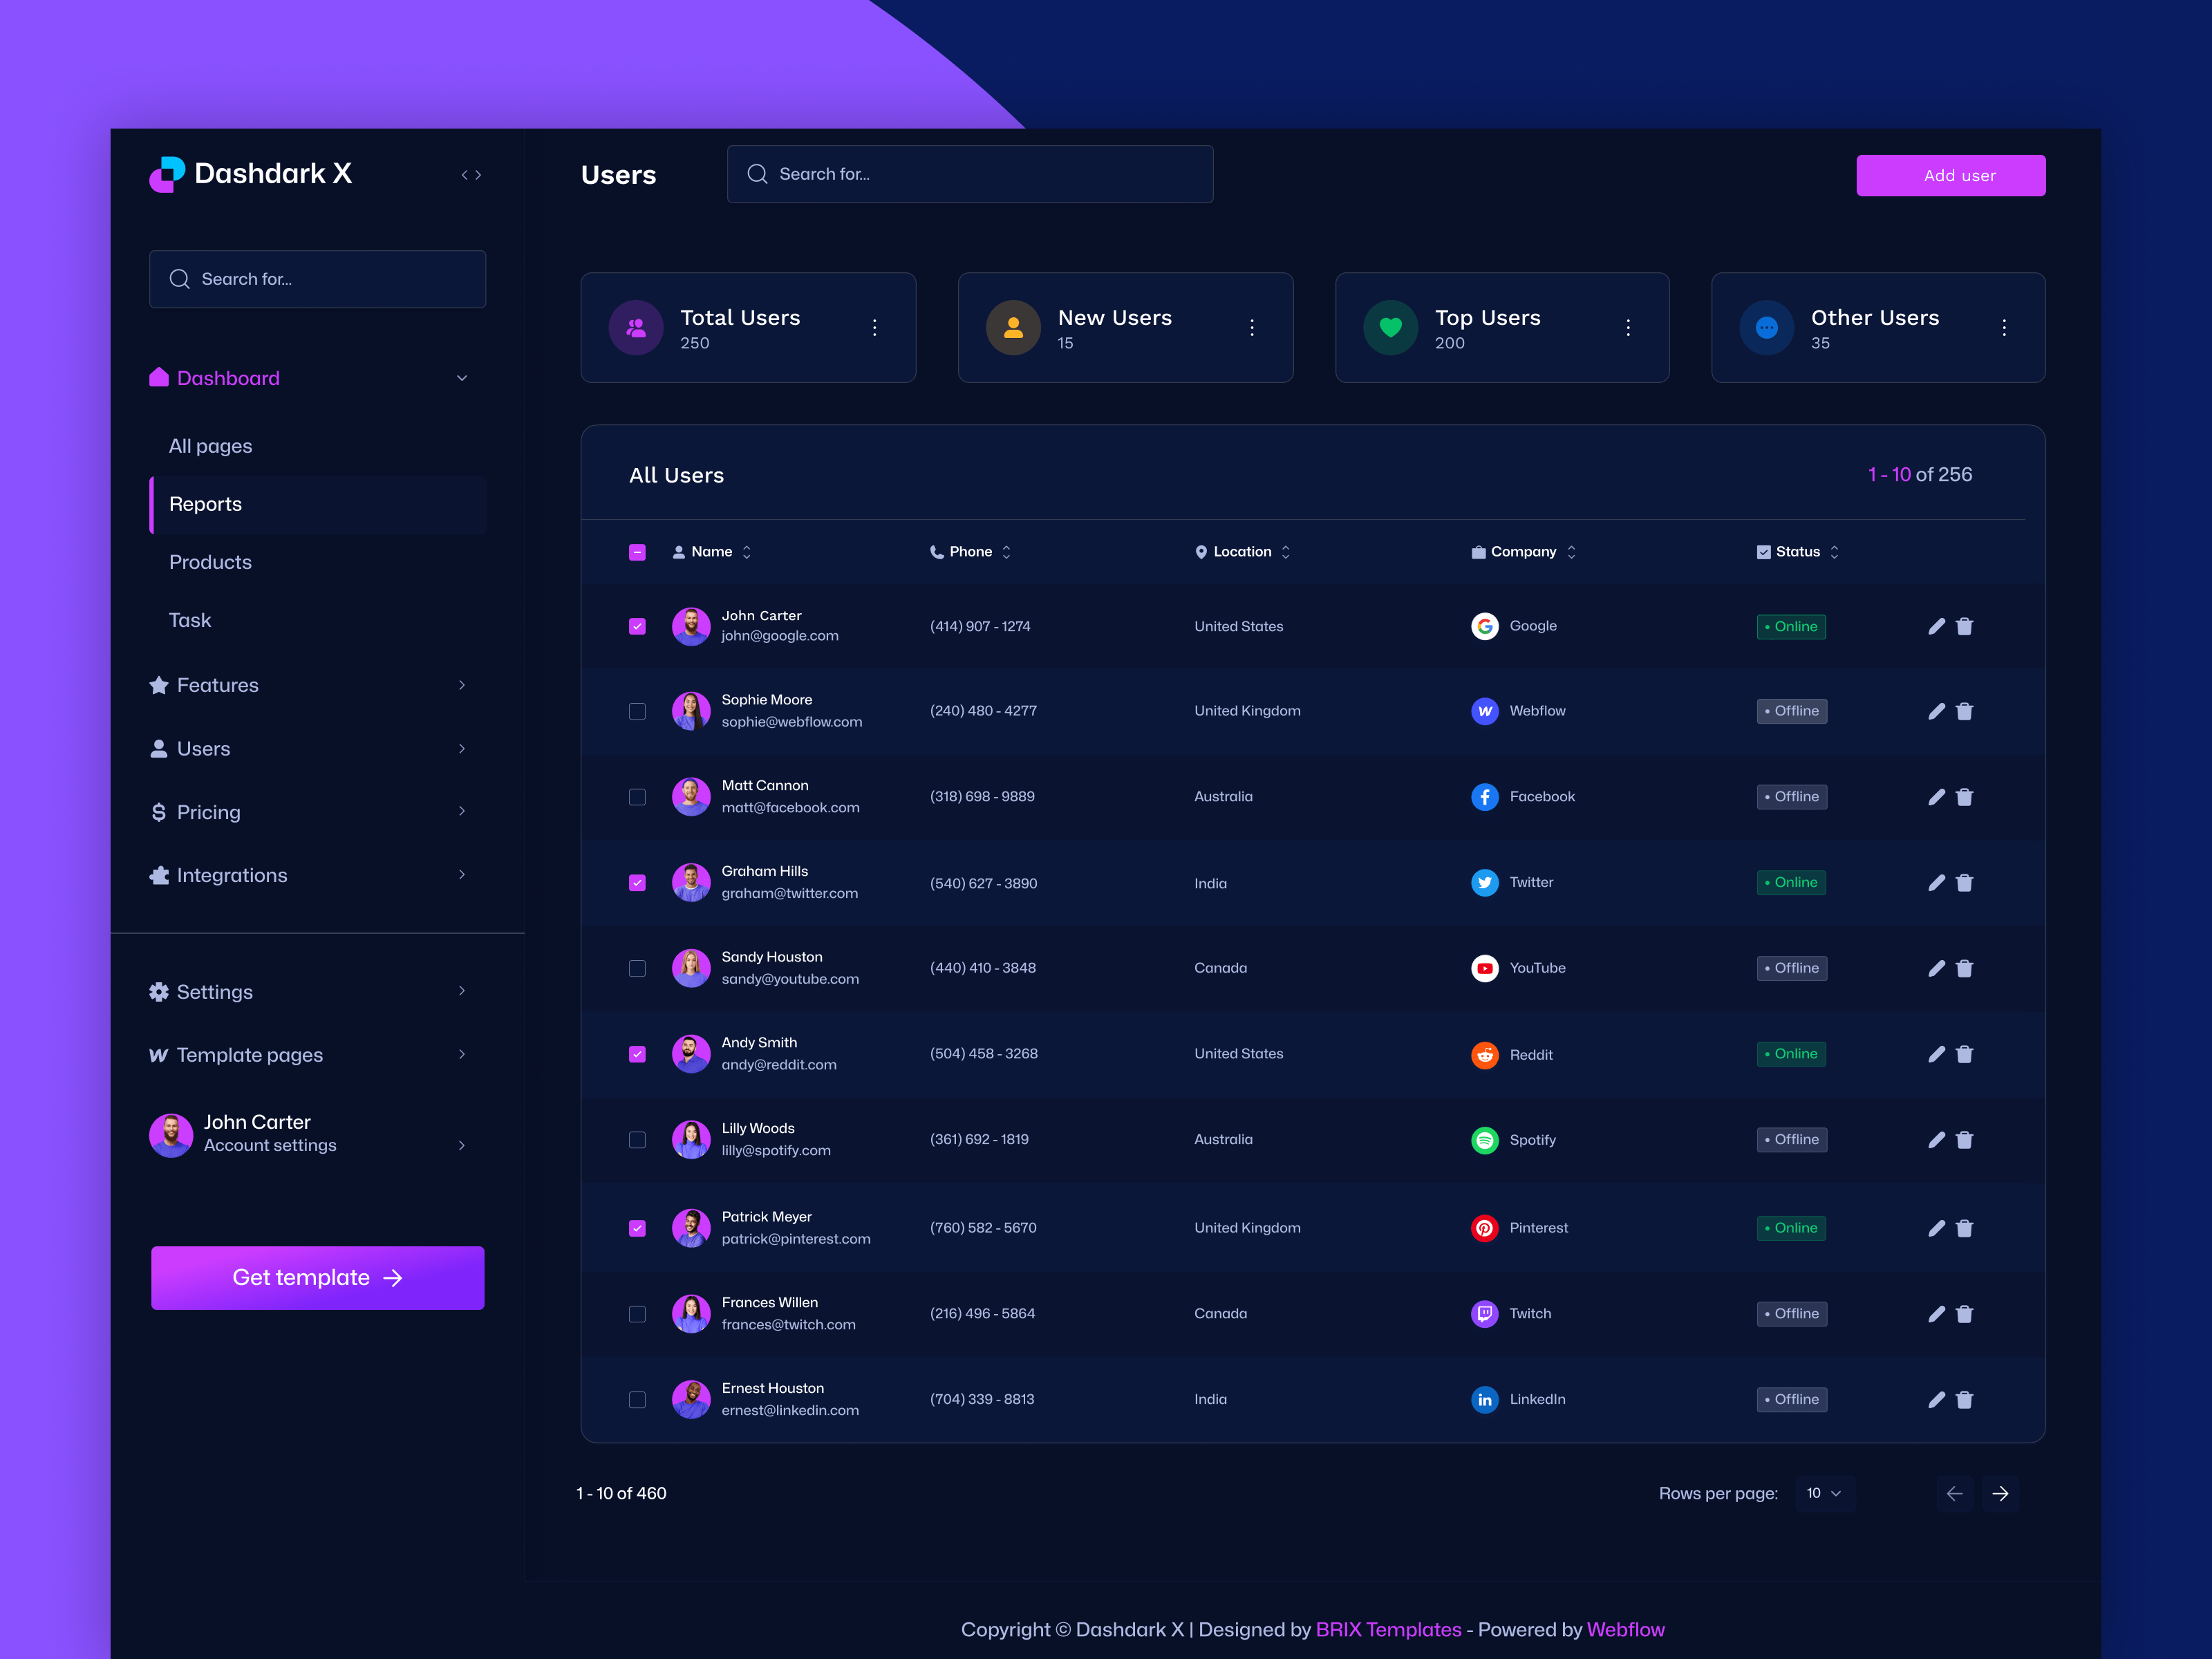 Dashdark X
Search for...
Dashboard
All pages
Reports
Products
Task
Features
Users
Pricing
Integrations
Settings
Template pages
John Carter
Account settings
Get template
Users
Search for...
Add user
Total Users
250
New Users
15
Top Users
200
Other Users
35
All Users
1 - 10 of 256
Name Phone Location Company Status
John Carter
john@google.com
(414) 907 - 1274
United States
Google
• Online
Sophie Moore
sophie@webflow.com
(240) 480 - 4277
United Kingdom
Webflow
• Offline
Matt Cannon
matt@facebook.com
(318) 698 - 9889
Australia
Facebook
• Offline
Graham Hills
graham@twitter.com
(540) 627 - 3890
India
Twitter
• Online
Sandy Houston
sandy@youtube.com
(440) 410 - 3848
Canada
YouTube
• Offline
Andy Smith
andy@reddit.com
(504) 458 - 3268
United States
Reddit
• Online
Lilly Woods
lilly@spotify.com
(361) 692 - 1819
Australia
Spotify
• Offline
Patrick Meyer
patrick@pinterest.com
(760) 582 - 5670
United Kingdom
Pinterest
• Online
Frances Willen
frances@twitch.com
(216) 496 - 5864
Canada
Twitch
• Offline
Ernest Houston
ernest@linkedin.com
(704) 339 - 8813
India
in
LinkedIn
• Offline
1 - 10 of 460
Rows per page: 10
Copyright © Dashdark X | Designed by BRIX Templates - Powered by Webflow